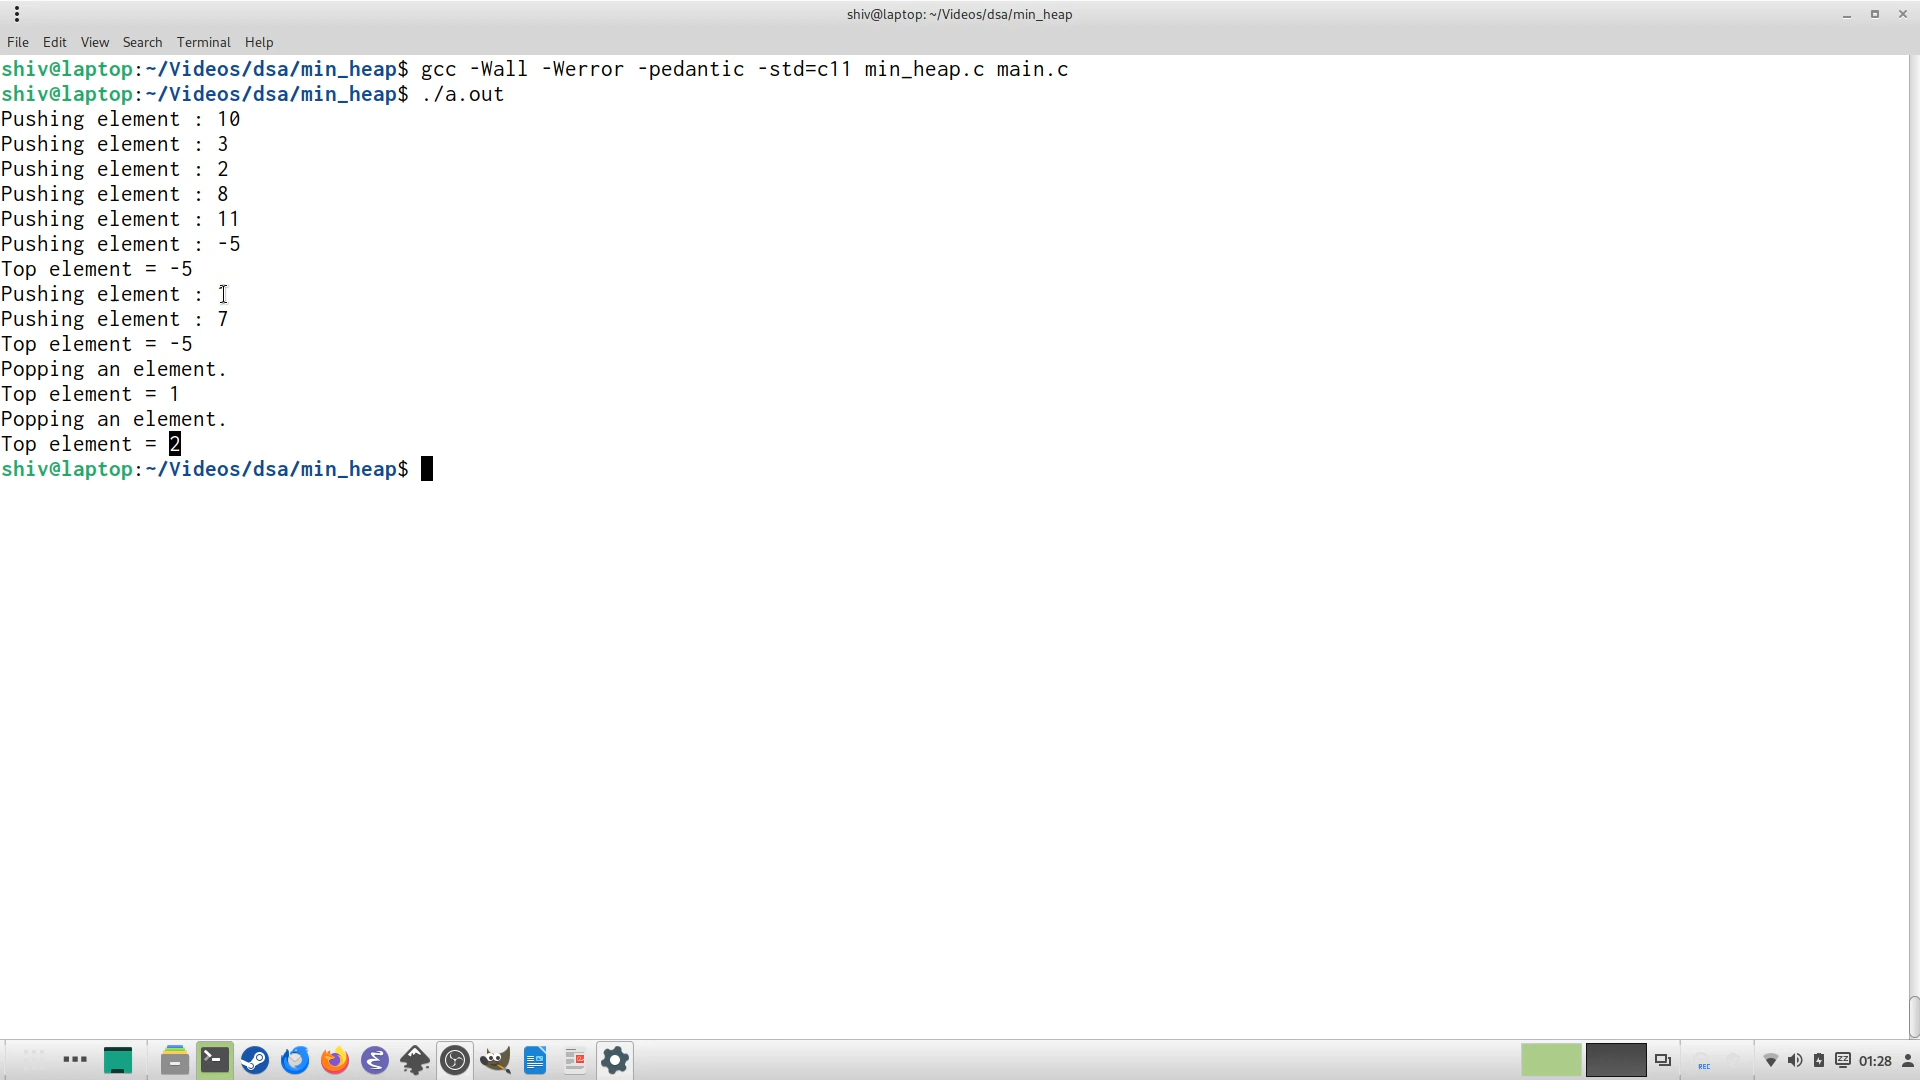 shiv@laptop: ~/Videos/dsa/min_heap
File Edit View Search Terminal Help
shiv@laptop:~/Videos/dsa/min_heap$ gcc -Wall -Werror -pedantic -std=c11 min_heap.c main.c
shiv@laptop:~/Videos/dsa/min_heap$ ./a.out
Pushing element : 10
Pushing element : 3
Pushing element : 2
Pushing element : 8
Pushing element : 11
Pushing element : -5
Top element = -5
Pushing element :
Pushing element : 7
Top element = -5
Popping an element.
Top element = 1
Popping an element.
Top element = 2
shiv@laptop:~/Videos/dsa/min_heap$
REC
01:28